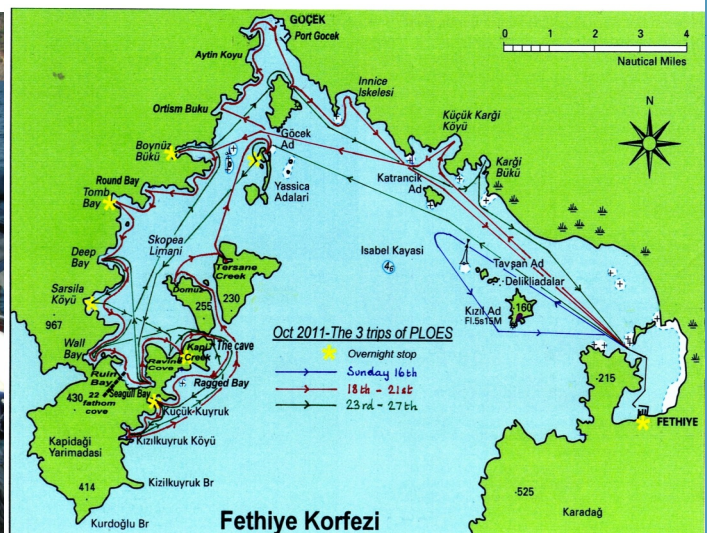 GÖÇEK
Port Gocek
Aytin Koyu
0 1 2 3 4
Nautical Miles
Innice
Iskelesi
N
Ortism Buku
Küçük Kargi
Köyü
Göcek
Ad
Boynüz
Bükü
Kargi
Bükü
Yassica
Adalari
Katrancik
Ad
Round Bay
Tomb
Bay
Skopea
Limani
Isabel Kayasi
Tavşan Ad
Deliklíadalar
Deep
Bay
Tersane
Creek
Domuz
Sarsila
Köyü
255
230
Kızıl Ad
Fl.5s15M
160
967
Oct 2011-The 3 trips of PLOES
Overnight stop
Sunday 16th
18th - 21st
23rd - 27th
Wall
Bay
Kapi
Creek
The cave
Ravine
Cove
Ragged Bay
Ruin
Bay
22
fathom
cove
Seagull Bay
430
Küçük-Kuyruk
Kapidaği
Yarimadasi
Kızılkuyruk Köyü
-215
FETHIYE
414
Kizilkuyruk Br
Kurdoğlu Br
Fethiye Korfezi
-525
Karadağ